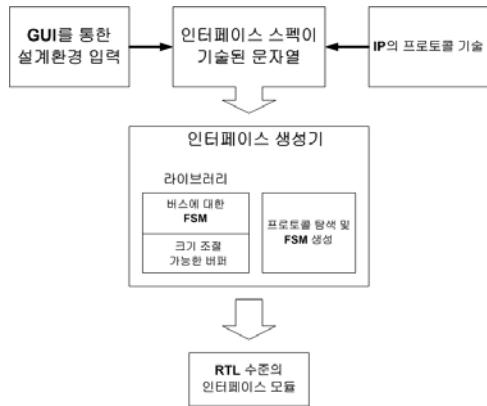 GUI를 통한
설계환경 입력
인터페이스 스펙이
기술된 문자열
IP의 프로토콜 기술
인터페이스 생성기
라이브러리
버스에 대한
FSM
크기 조절
가능한 버퍼
프로토콜 탐색 및
FSM 생성
RTL 수준의
인터페이스 모듈